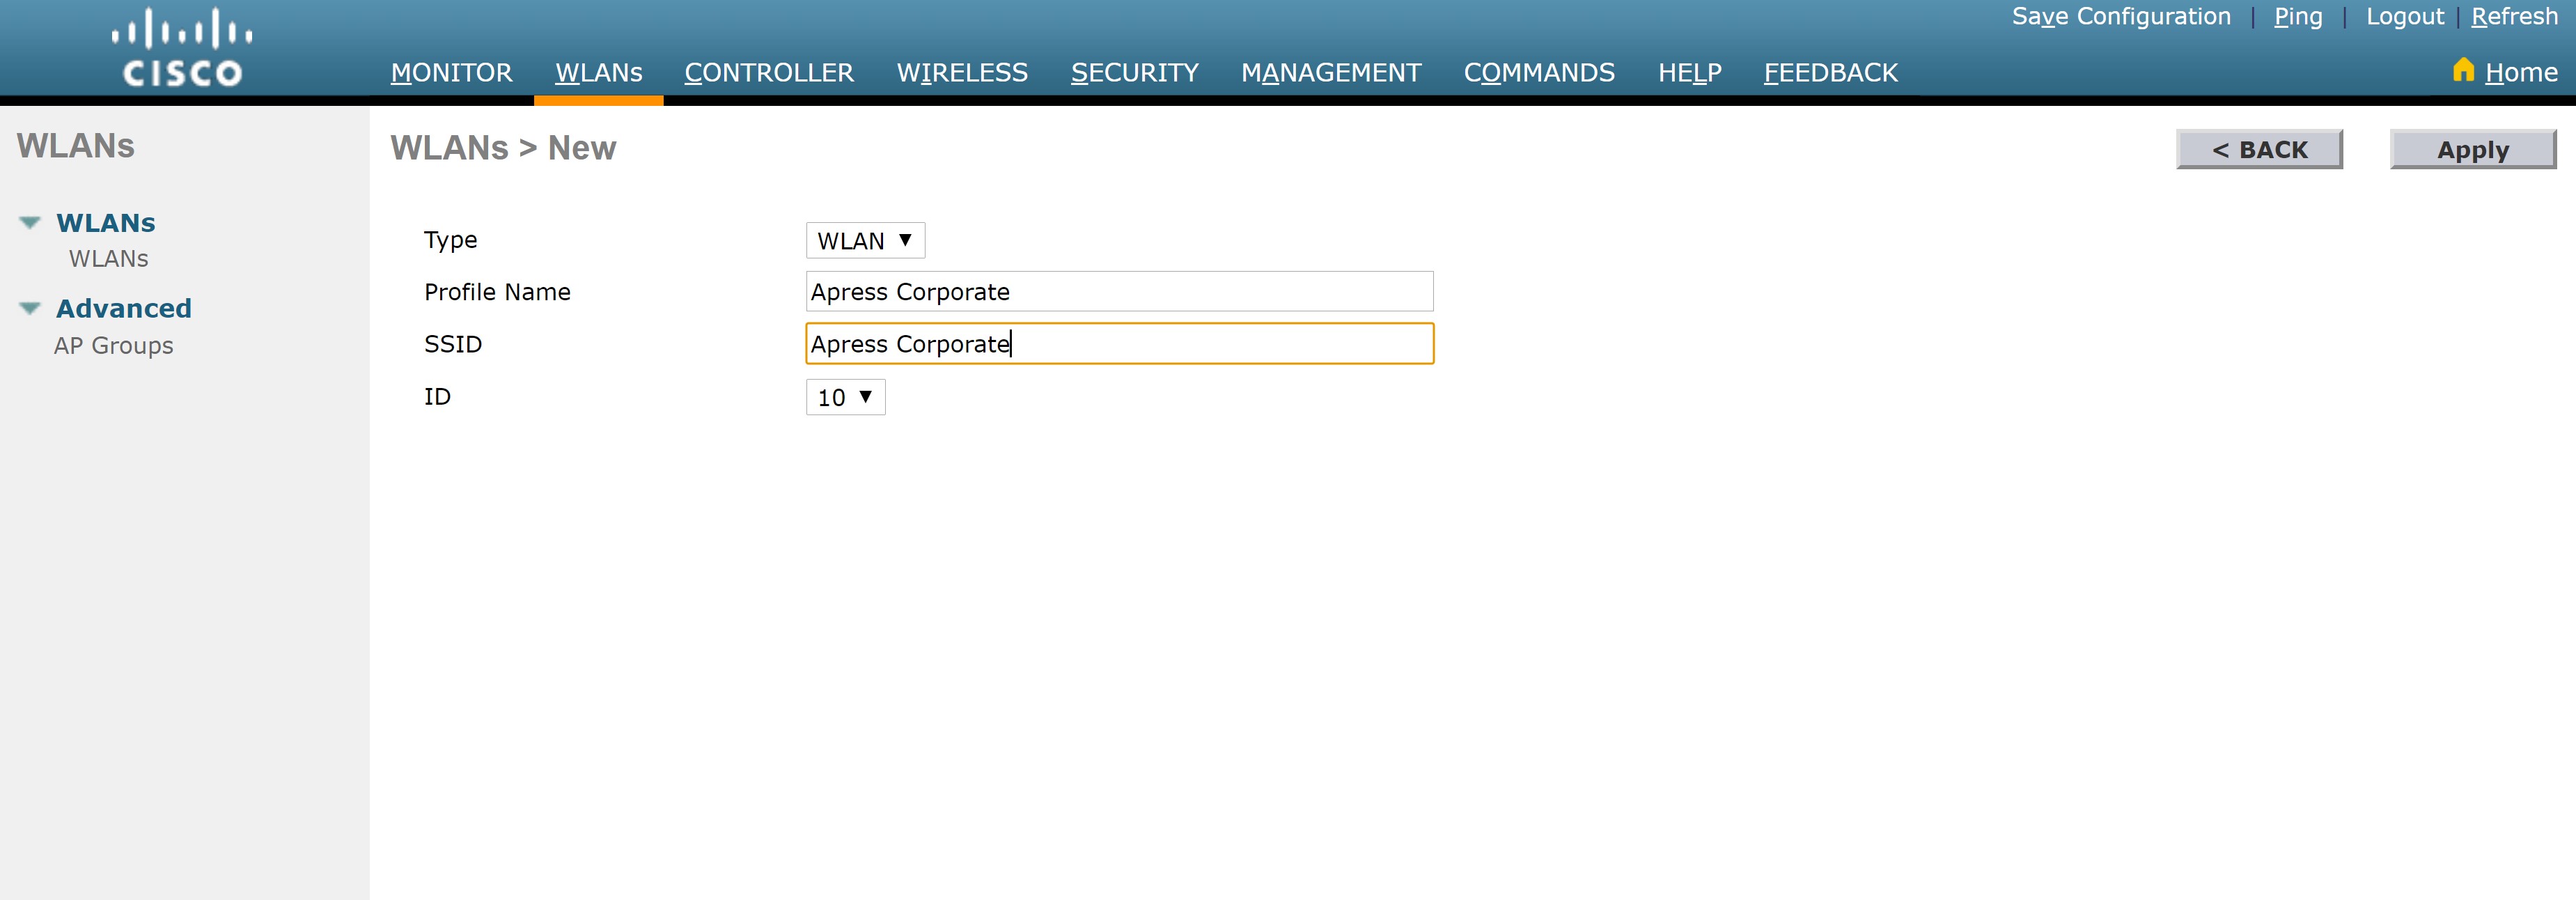 Save Configuration | Ping | Logout | Refresh
CISCO
MONITOR WLANs CONTROLLER WIRELESS SECURITY MANAGEMENT COMMANDS HELP FEEDBACK Home
WLANs
WLANs
WLANs
Advanced
AP Groups
WLANs > New
< BACK Apply
Type WLAN
Profile Name Apress Corporate
SSID Apress Corporate
ID 10